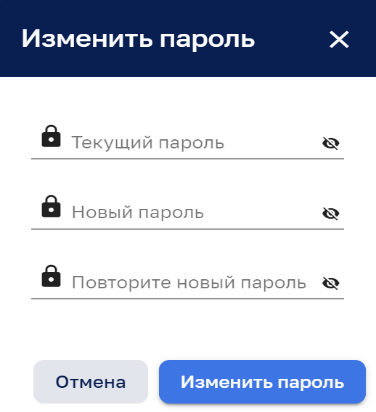 Изменить пароль
Текущий пароль
Новый пароль
Повторите новый пароль
Отмена
Изменить пароль